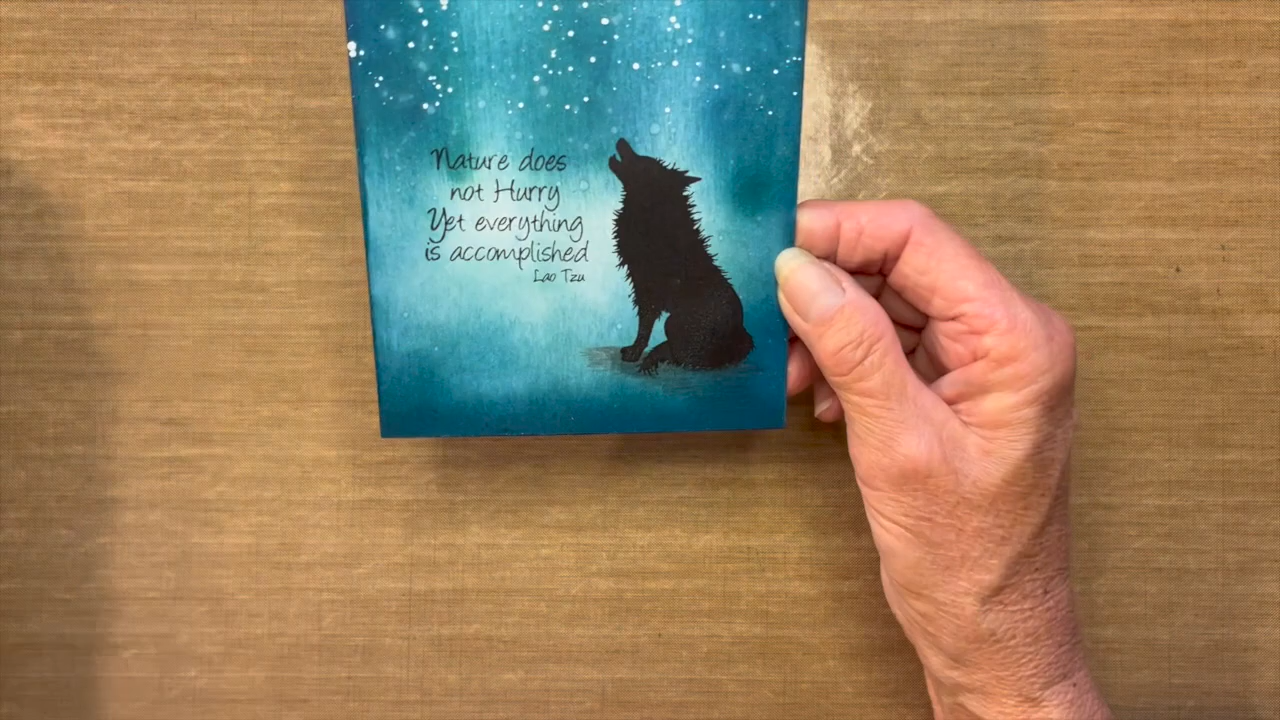 Nature does
not Hurry
Yet everything
is accomplished
Lao Tzu